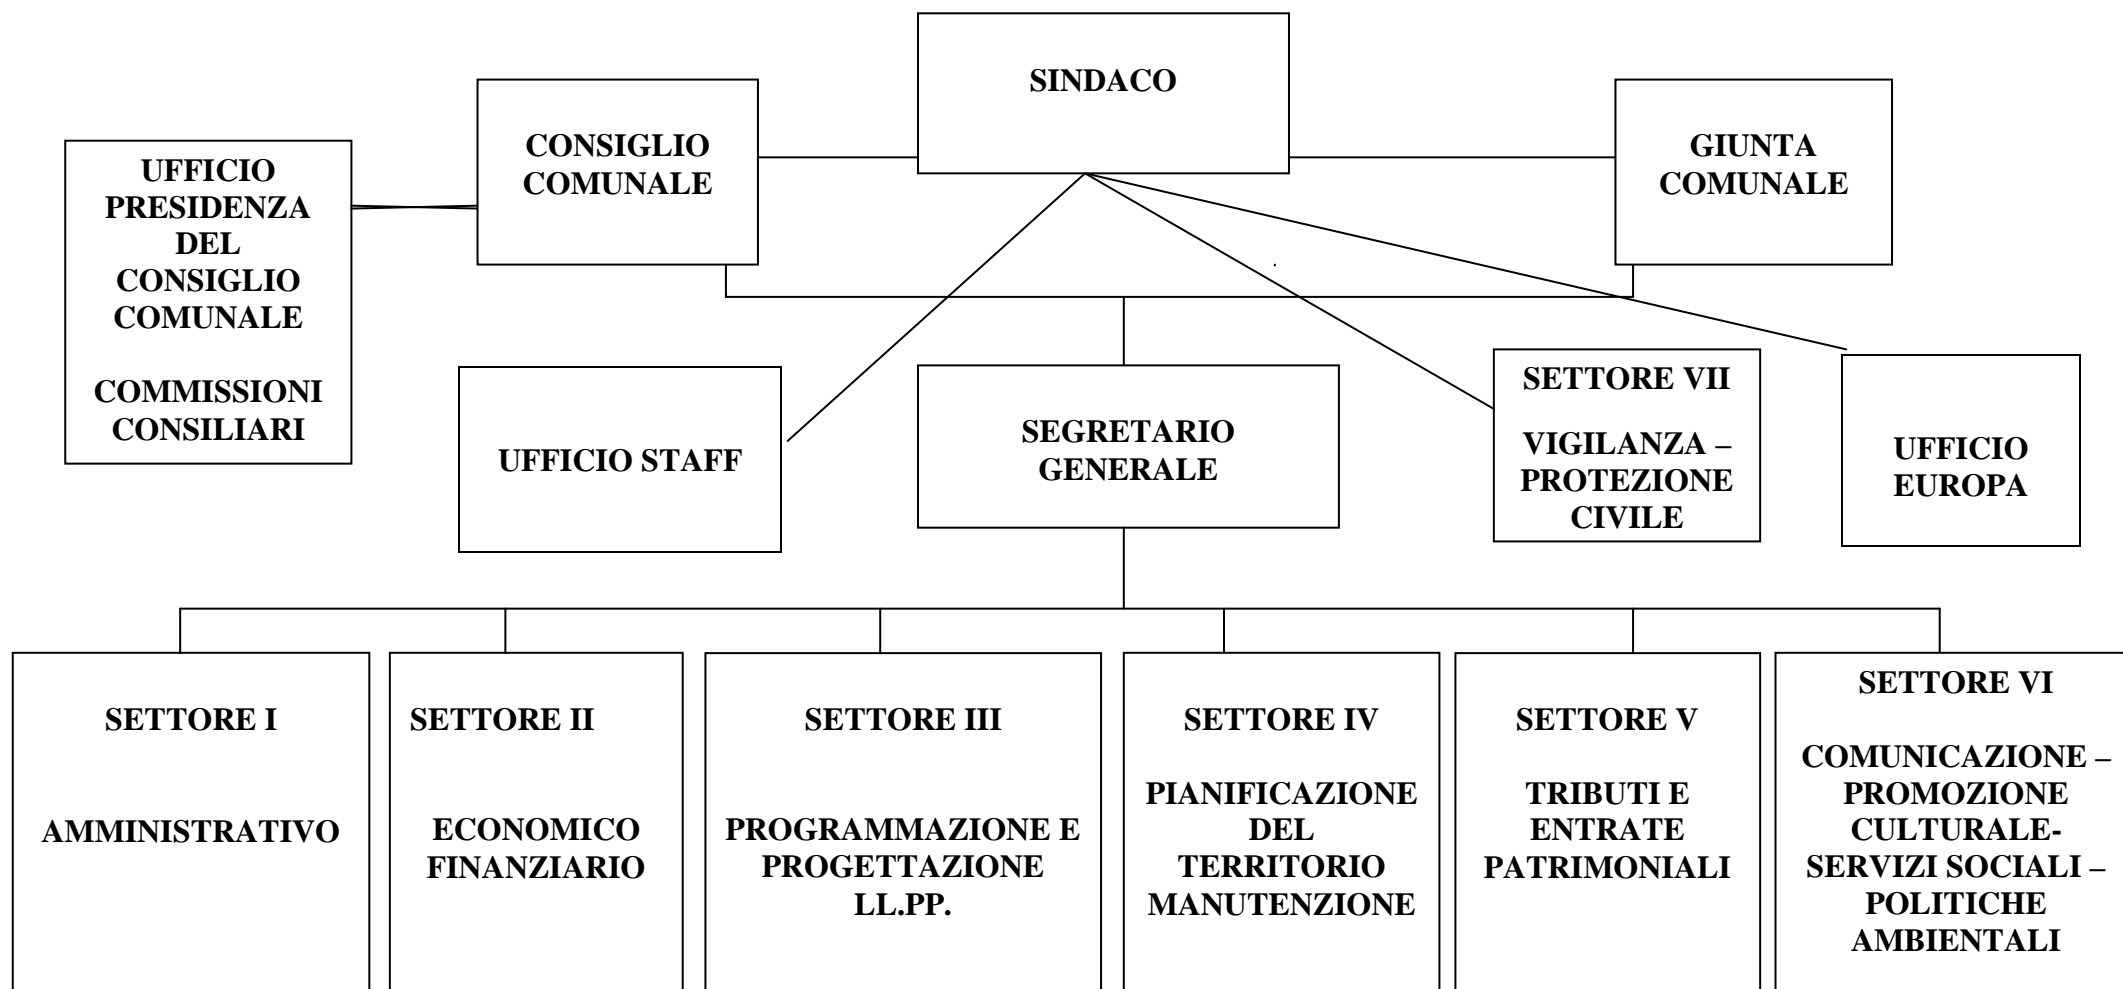 SINDACO
CONSIGLIO
COMUNALE
GIUNTA
COMUNALE
UFFICIO
PRESIDENZA
DEL
CONSIGLIO
COMUNALE
COMMISSIONI
CONSILIARI
UFFICIO STAFF
SEGRETARIO
GENERALE
SETTORE VII
VIGILANZA –
PROTEZIONE
CIVILE
UFFICIO
EUROPA
SETTORE I
AMMINISTRATIVO
SETTORE II
ECONOMICO
FINANZIARIO
SETTORE III
PROGRAMMAZIONE E
PROGETTAZIONE
LL.PP.
SETTORE IV
PIANIFICAZIONE
DEL
TERRITORIO
MANUTENZIONE
SETTORE V
TRIBUTI E
ENTRATE
PATRIMONIALI
SETTORE VI
COMUNICAZIONE –
PROMOZIONE
CULTURALE-
SERVIZI SOCIALI –
POLITICHE
AMBIENTALI